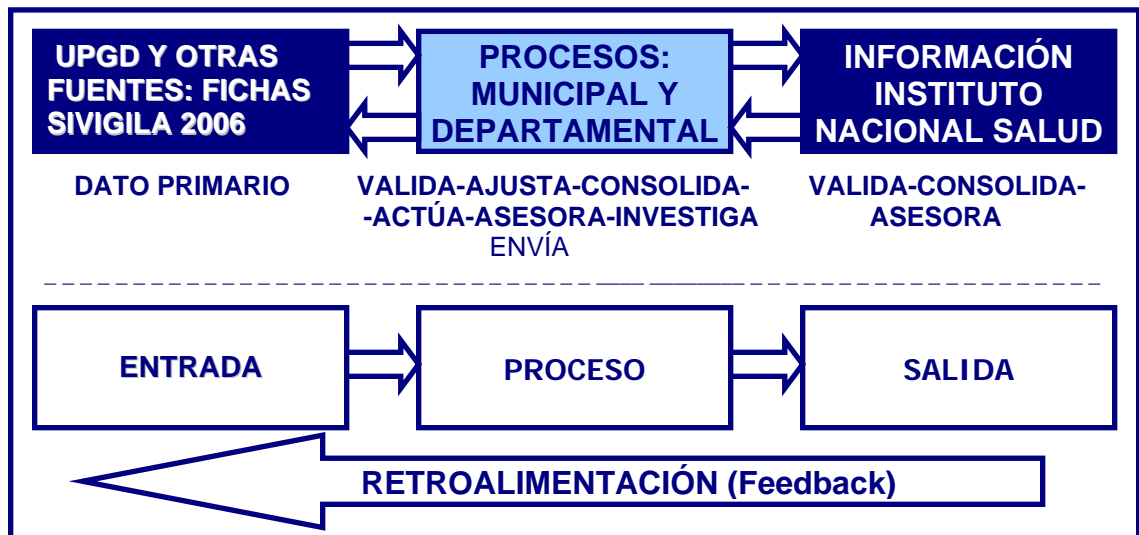 UPGD Y OTRAS
FUENTES: FICHAS
SIVIGILA 2006
PROCESOS:
MUNICIPAL Y
DEPARTAMENTAL
INFORMACIÓN
INSTITUTO
NACIONAL SALUD
DATO PRIMARIO
VALIDA-AJUSTA-CONSOLIDA-
-ACTÚA-ASESORA-INVESTIGA
ENVÍA
VALIDA-CONSOLIDA-
ASESORA
ENTRADA
PROCESO
SALIDA
RETROALIMENTACIÓN (Feedback)